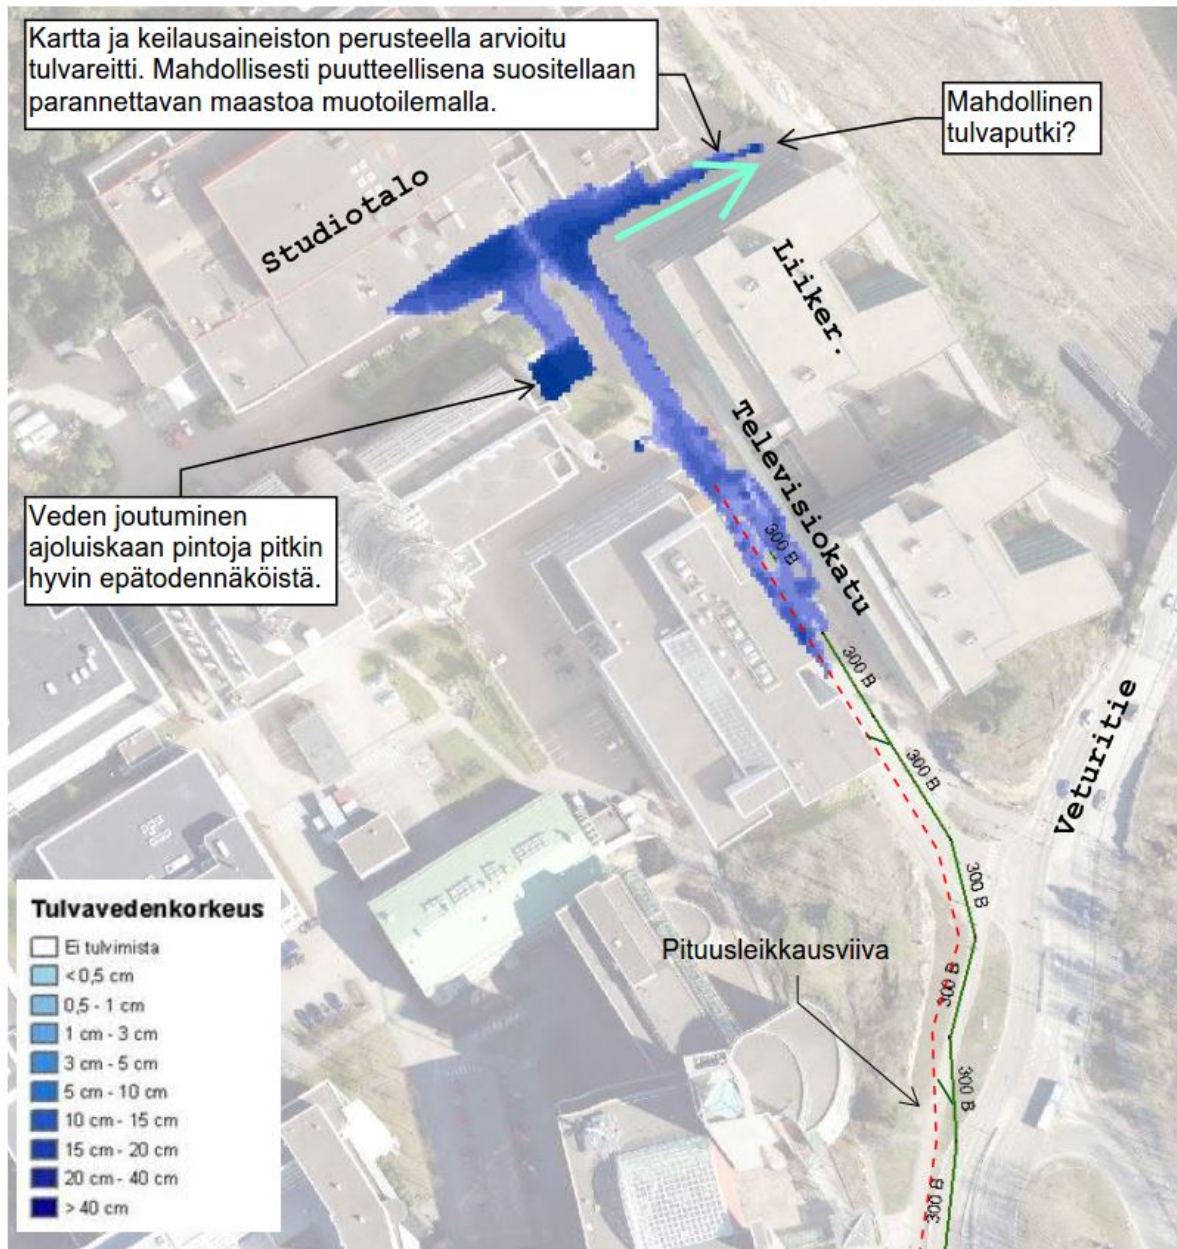 Kartta ja keilausaineiston perusteella arvioitu
tulvareitti. Mahdollisesti puutteellisena suositellaan
parannettavan maastoa muotoilemalla.
Mahdollinen
tulvaputki?
Studiotalo
Liiker.
Televisiokatu
300 B
Veden joutuminen
ajoluiskaan pintoja pitkin
hyvin epätodennäköistä.
300 B
300 B
Veturitie
300 B
Pituusleikkausviiva
300 B
300 B
300 B
Tulvavedenkorkeus
Ei tulvimista
< 0,5 cm
0,5 - 1 cm
1 cm - 3 cm
3 cm - 5 cm
5 cm - 10 cm
10 cm - 15 cm
15 cm - 20 cm
20 cm - 40 cm
> 40 cm